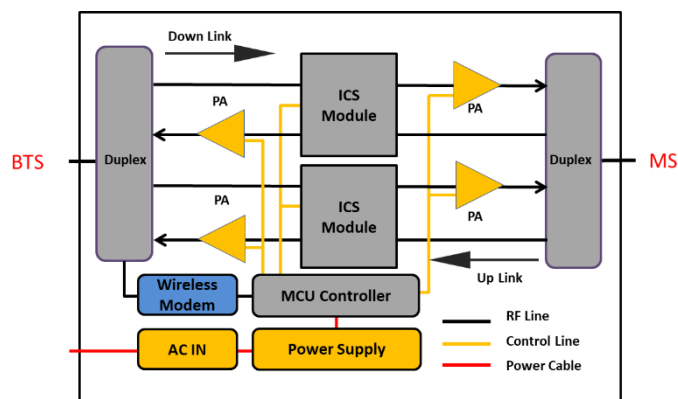 Down Link
PA
ICS
Module
PA
BTS
Duplex
Duplex
MS
ICS
Module
PA
PA
Up Link
Wireless
Modem
MCU Controller
AC IN
Power Supply
RF Line
Control Line
Power Cable